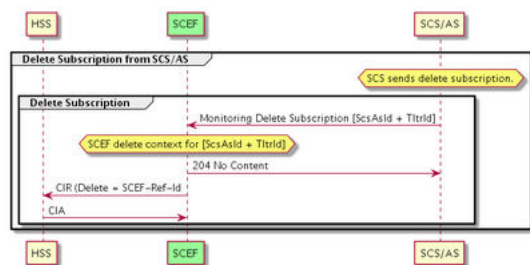 HSS SCEF SCS/AS
Delete Subscription from SCS/AS
SCS sends delete subscription.
Delete Subscription
Monitoring Delete Subscription [ScsAsId + TltrId]
SCEF delete context for [ScsAsId + TltrId]
204 No Content
CIR (Delete = SCEF-Ref-Id
CIA
HSS SCEF SCS/AS